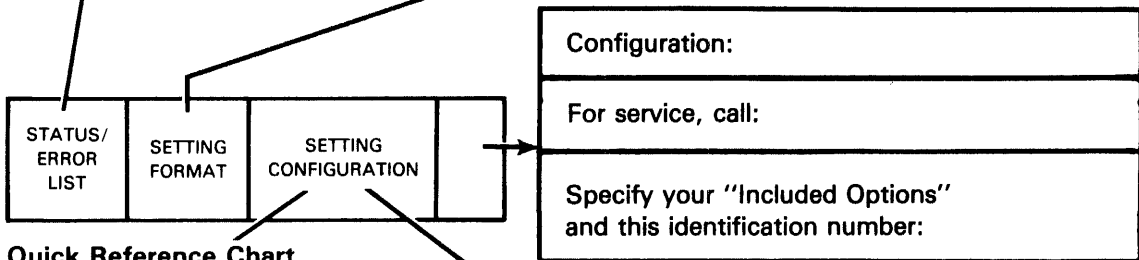 Configuration:
For service, call:
STATUS/
ERROR
LIST
SETTING
FORMAT
SETTING
CONFIGURATION
Specify your "Included Options"
and this identification number:
Quick Reference Chart